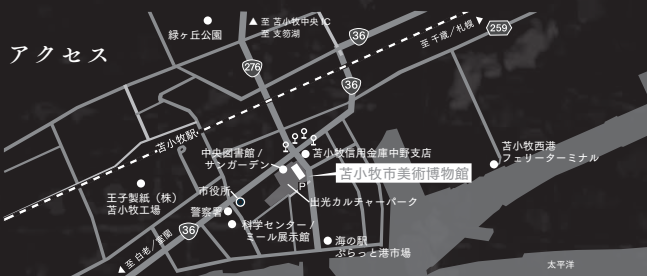 アクセス
緑ヶ丘公園
▲至 苫小牧中央IC
至 支笏湖
36
至 千歳/札幌
259
276
36
苫小牧駅
中央図書館/
サンガーデン
苫小牧信用金庫中野支店
苫小牧西港
フェリーターミナル
苫小牧市美術博物館
P
王子製紙(株)
苫小牧工場
市役所
出光カルチャーパーク
警察署
科学センター/
ミール展示館
36
至 白老/室蘭
海の駅
ぷらっと港市場
太平洋